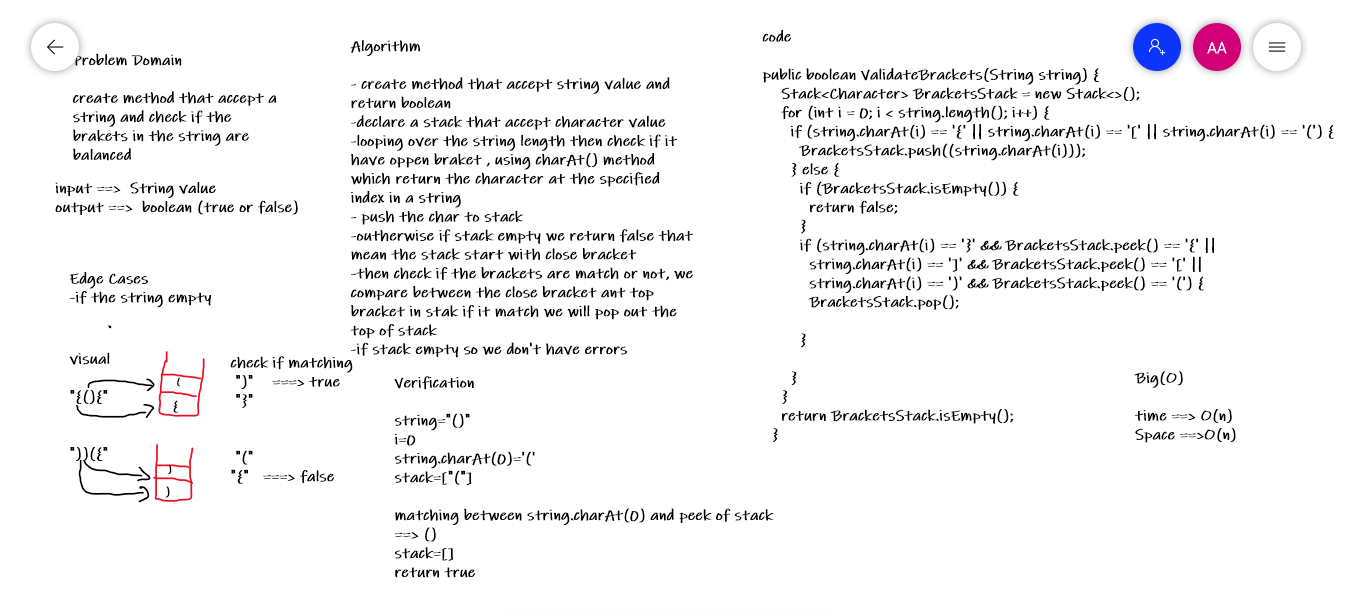 Problem Domain
create method that accept a
string and check if the
brakets in the string are
balanced
input ==> String value
output ==> boolean (true or false)
Edge Cases
-if the string empty
.
visual
"{(){"
(
{
check if matching
")" ===> true
"}"
"))({"
)
)
"("
"{" ===> false
Algorithm
- create method that accept string value and
return boolean
-declare a stack that accept character value
-looping over the string length then check if it
have oppen braket , using charAt() method
which return the character at the specified
index in a string
- push the char to stack
-outherwise if stack empty we return false that
mean the stack start with close bracket
-then check if the brackets are match or not, we
compare between the close bracket ant top
bracket in stak if it match we will pop out the
top of stack
-if stack empty so we don't have errors
Verification
string="()"
i=0
string.charAt(0)='('
stack=["("]
matching between string.charAt(0) and peek of stack
==> ()
stack=[]
return true
code
public boolean ValidateBrackets(String string) {
Stack<Character> BracketsStack = new Stack<>();
for (int i = 0; i < string.length(); i++) {
if (string.charAt(i) == '{' || string.charAt(i) == '[' || string.charAt(i) == '(') {
BracketsStack.push((string.charAt(i)));
} else {
if (BracketsStack.isEmpty()) {
return false;
}
if (string.charAt(i) == '}' && BracketsStack.peek() == '{' ||
string.charAt(i) == ']' && BracketsStack.peek() == '[' ||
string.charAt(i) == ')' && BracketsStack.peek() == '(') {
BracketsStack.pop();
}
}
}
return BracketsStack.isEmpty();
}
Big(O)
time ==> O(n)
Space ==>O(n)
AA